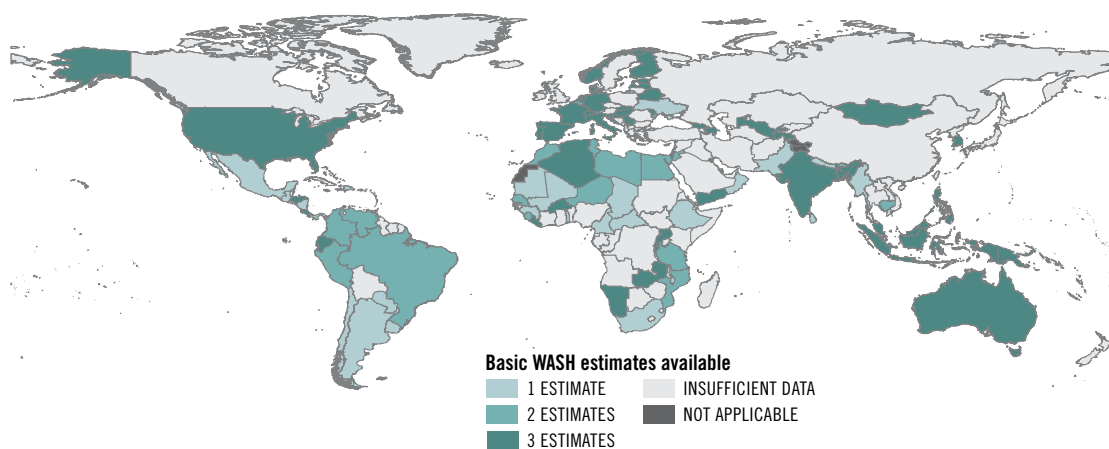 Basic WASH estimates available
1 ESTIMATE
2 ESTIMATES
3 ESTIMATES
INSUFFICIENT DATA
NOT APPLICABLE